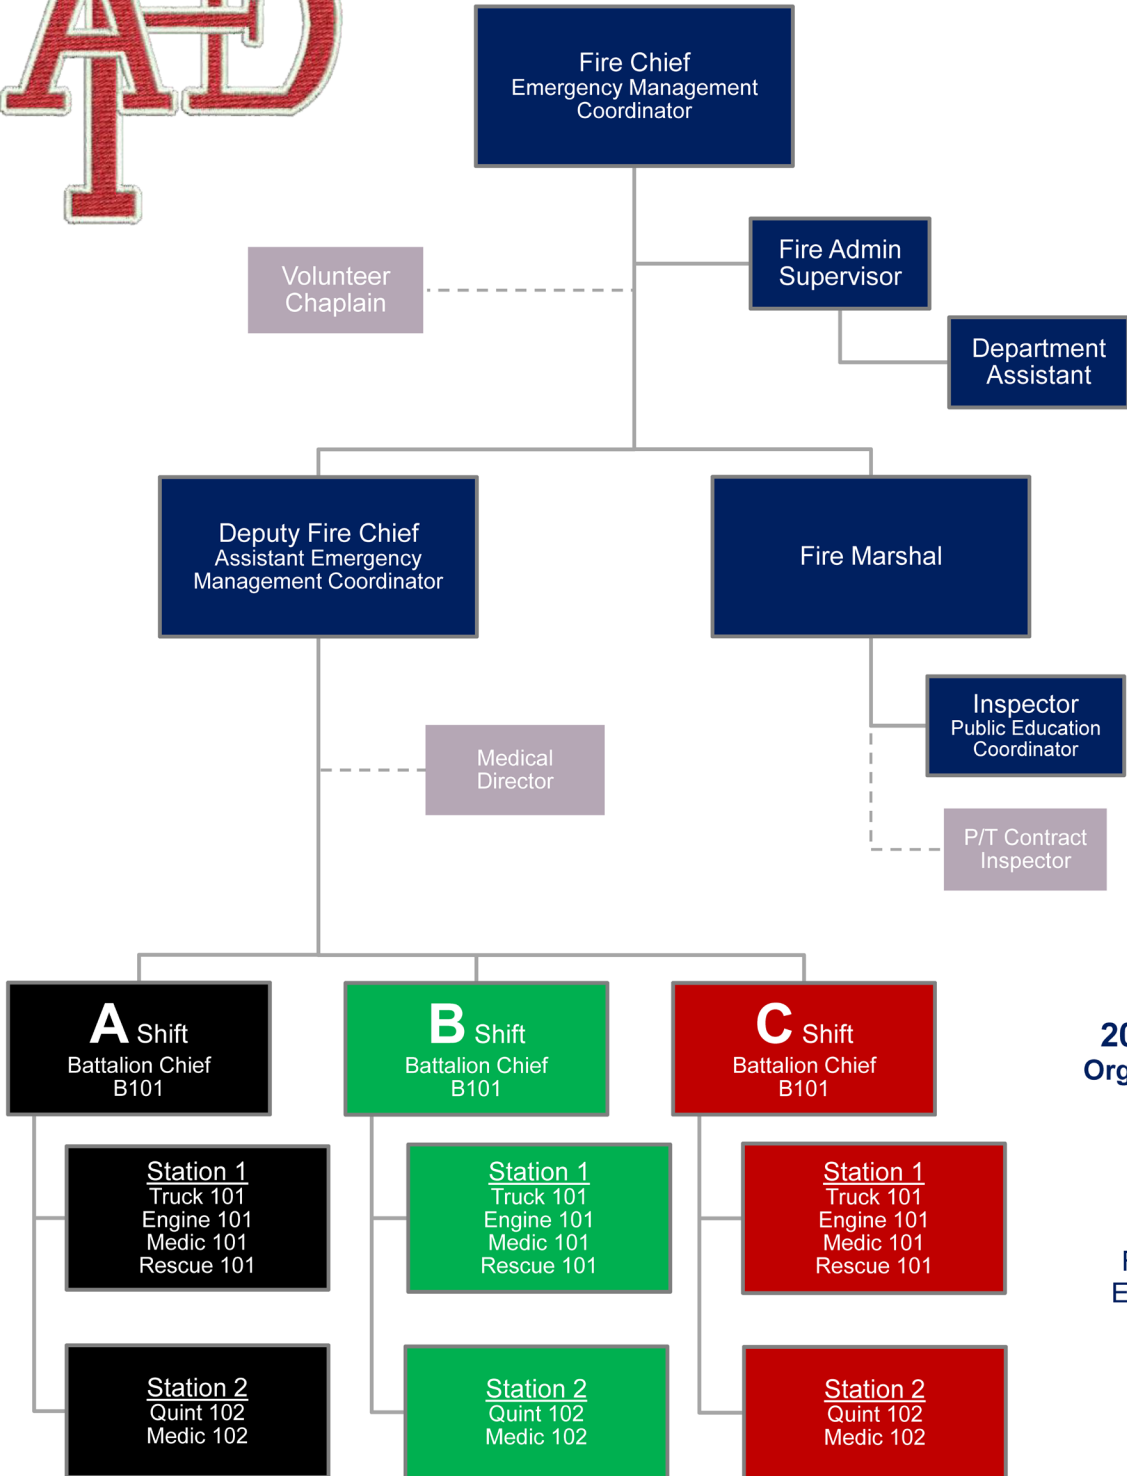 Fire Chief
Emergency Management
Coordinator
Fire Admin
Supervisor
Volunteer
Chaplain
Department
Assistant
Deputy Fire Chief
Assistant Emergency
Management Coordinator
Fire Marshal
Inspector
Public Education
Coordinator
Medical
Director
P/T Contract
Inspector
A Shift
Battalion Chief
B101
B Shift
Battalion Chief
B101
C Shift
Battalion Chief
B101
Station 1
Truck 101
Engine 101
Medic 101
Rescue 101
Station 1
Truck 101
Engine 101
Medic 101
Rescue 101
Station 1
Truck 101
Engine 101
Medic 101
Rescue 101
Station 2
Quint 102
Medic 102
Station 2
Quint 102
Medic 102
Station 2
Quint 102
Medic 102